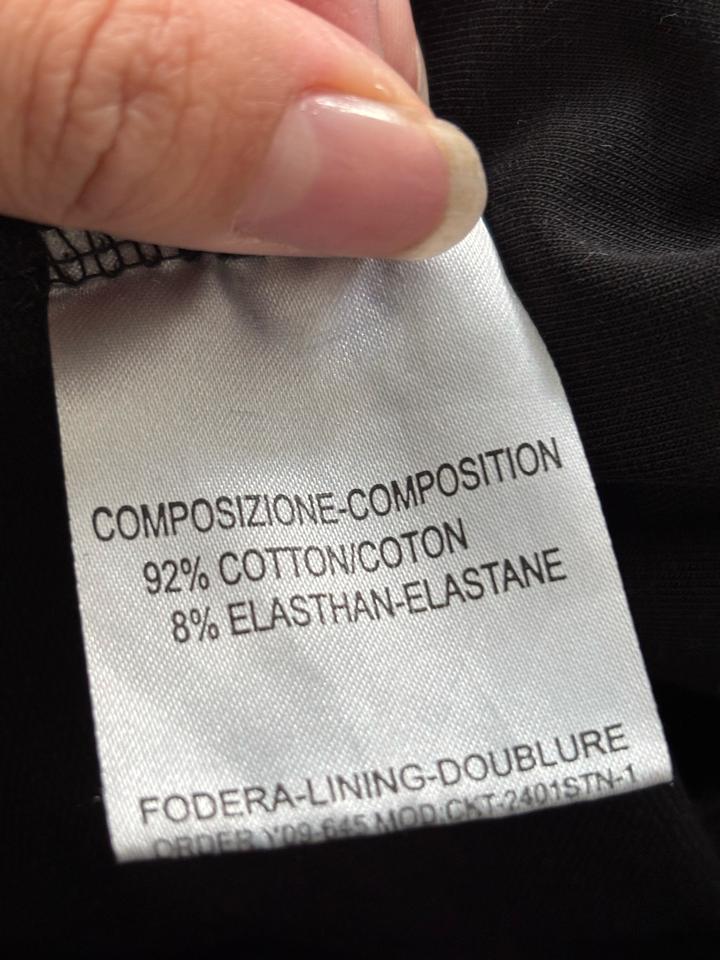 COMPOSIZIONE-COMPOSITION
92% COTTON/COTON
8% ELASTHAN-ELASTANE
FODERA-LINING-DOUBLURE
ORDER Y09-645 MOD:CKT-2401STN-1